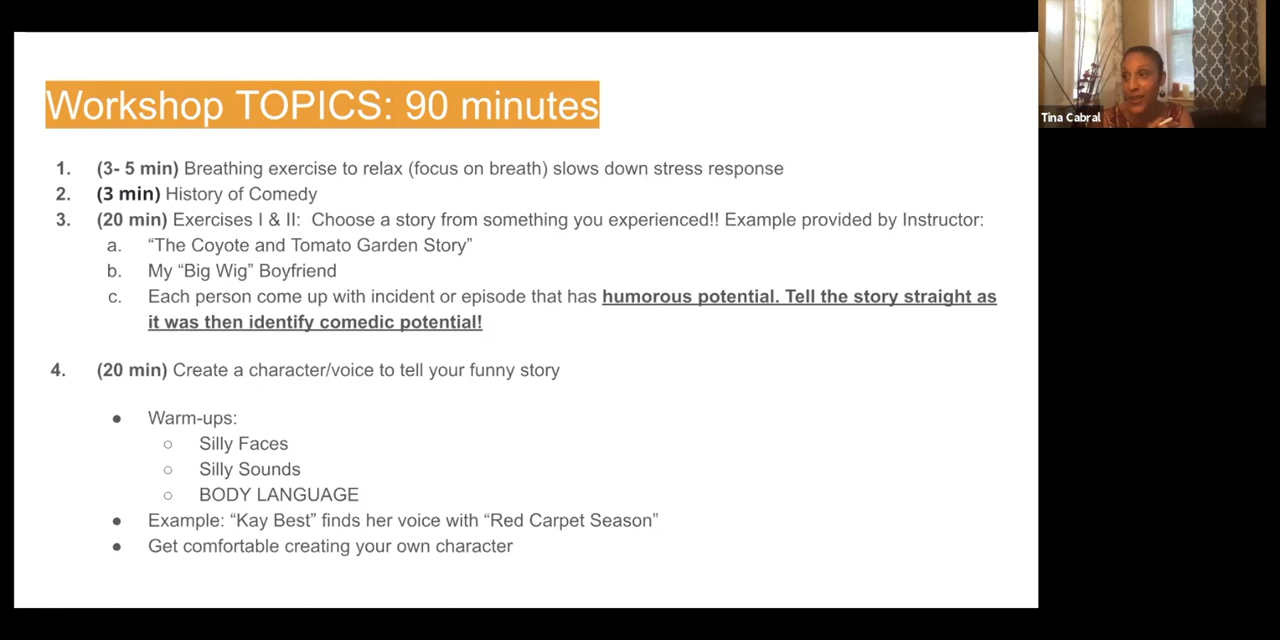 Workshop TOPICS: 90 minutes
1. (3- 5 min) Breathing exercise to relax (focus on breath) slows down stress response
2. (3 min) History of Comedy
3. (20 min) Exercises I & II:  Choose a story from something you experienced!! Example provided by Instructor:
a. “The Coyote and Tomato Garden Story”
b. My “Big Wig” Boyfriend
c. Each person come up with incident or episode that has humorous potential. Tell the story straight as
it was then identify comedic potential!
4. (20 min) Create a character/voice to tell your funny story
● Warm-ups:
○ Silly Faces
○ Silly Sounds
○ BODY LANGUAGE
● Example: “Kay Best” finds her voice with “Red Carpet Season”
● Get comfortable creating your own character
Tina Cabral